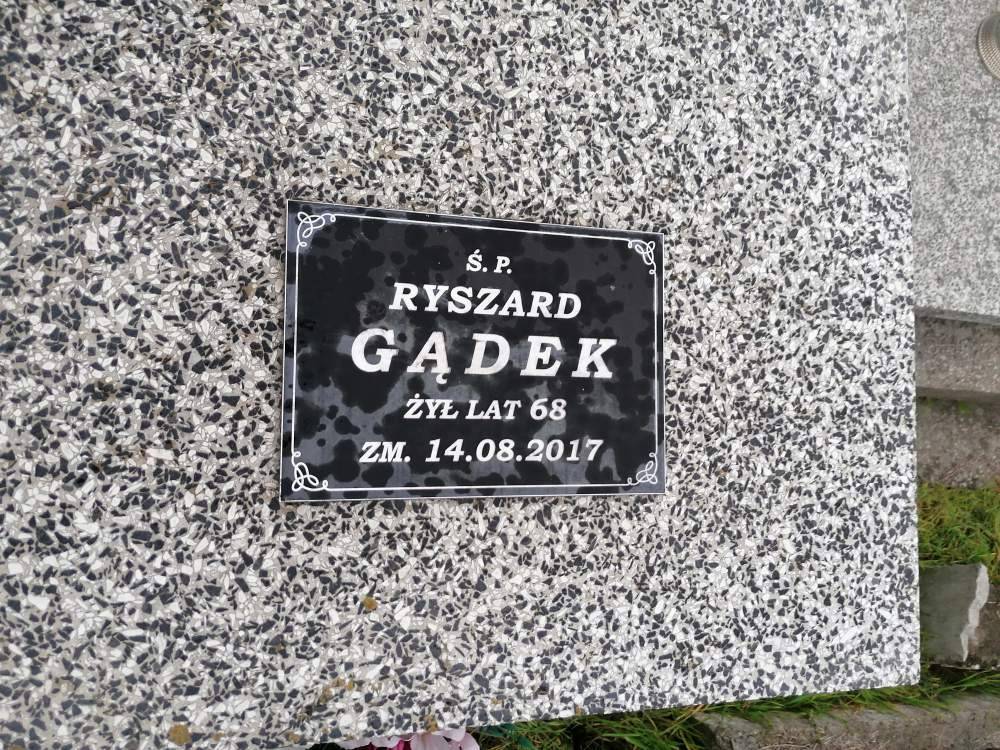 Ś. P.
RYSZARD
GĄDEK
ŻYŁ LAT 68
ZM. 14.08.2017